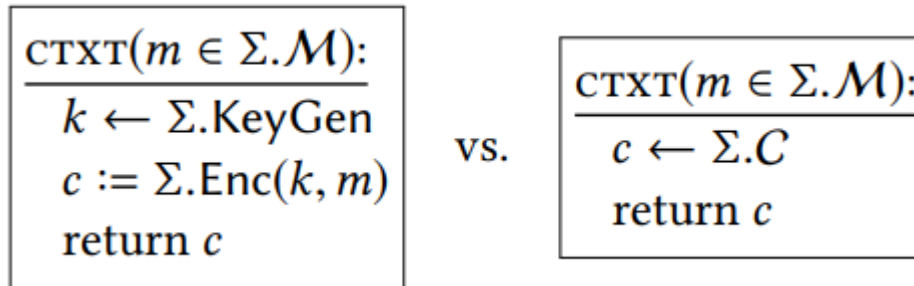 CTXT(m ∈ Σ.ℳ):
k ← Σ.KeyGen
c := Σ.Enc(k, m)
return c
vs.
CTXT(m ∈ Σ.ℳ):
c ← Σ.𝒞
return c